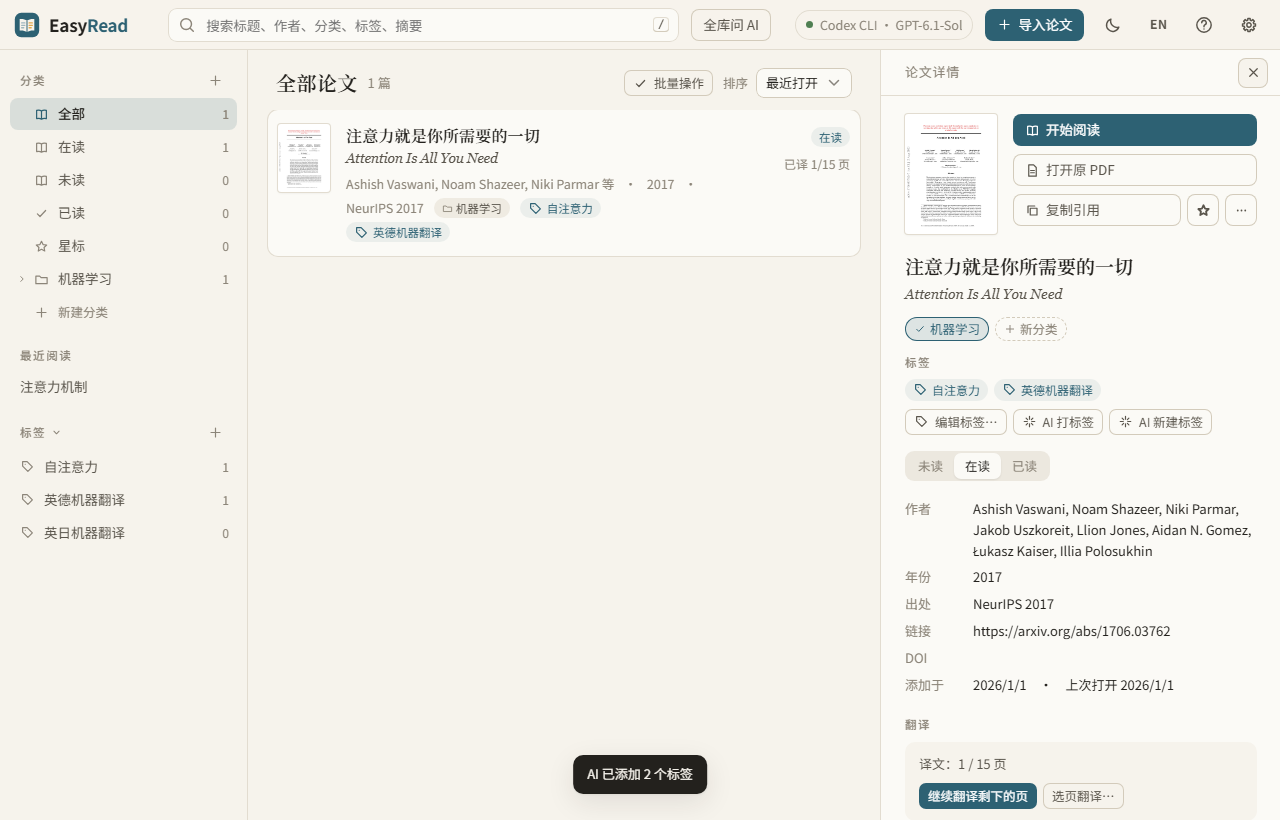 EasyRead
搜索标题、作者、分类、标签、摘要
/
全库问 AI
Codex CLI • GPT-6.1-Sol
导入论文
EN
分类
全部 1
在读 1
未读 0
已读 0
星标 0
机器学习 1
新建分类
最近阅读
注意力机制
标签
自注意力 1
英德机器翻译 1
英日机器翻译 0
全部论文 1 篇
批量操作
排序
最近打开
注意力就是你所需要的一切
Attention Is All You Need
Ashish Vaswani, Noam Shazeer, Niki Parmar 等 • 2017 •
NeurIPS 2017 机器学习 自注意力
英德机器翻译
在读
已译 1/15 页
AI 已添加 2 个标签
论文详情
开始阅读
打开原 PDF
复制引用
注意力就是你所需要的一切
Attention Is All You Need
机器学习 新分类
标签
自注意力 英德机器翻译
编辑标签… AI 打标签 AI 新建标签
未读 在读 已读
作者 Ashish Vaswani, Noam Shazeer, Niki Parmar,
Jakob Uszkoreit, Llion Jones, Aidan N. Gomez,
Łukasz Kaiser, Illia Polosukhin
年份 2017
出处 NeurIPS 2017
链接 https://arxiv.org/abs/1706.03762
DOI
添加于 2026/1/1 • 上次打开 2026/1/1
翻译
译文：1 / 15 页
继续翻译剩下的页 选页翻译…